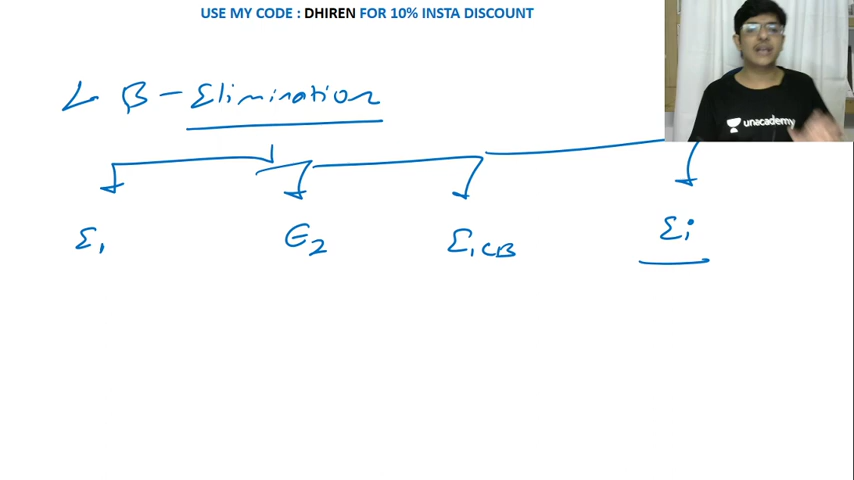 USE MY CODE : DHIREN FOR 10% INSTA DISCOUNT
unacademy
β - Elimination
E1 E2 E1CB Ei